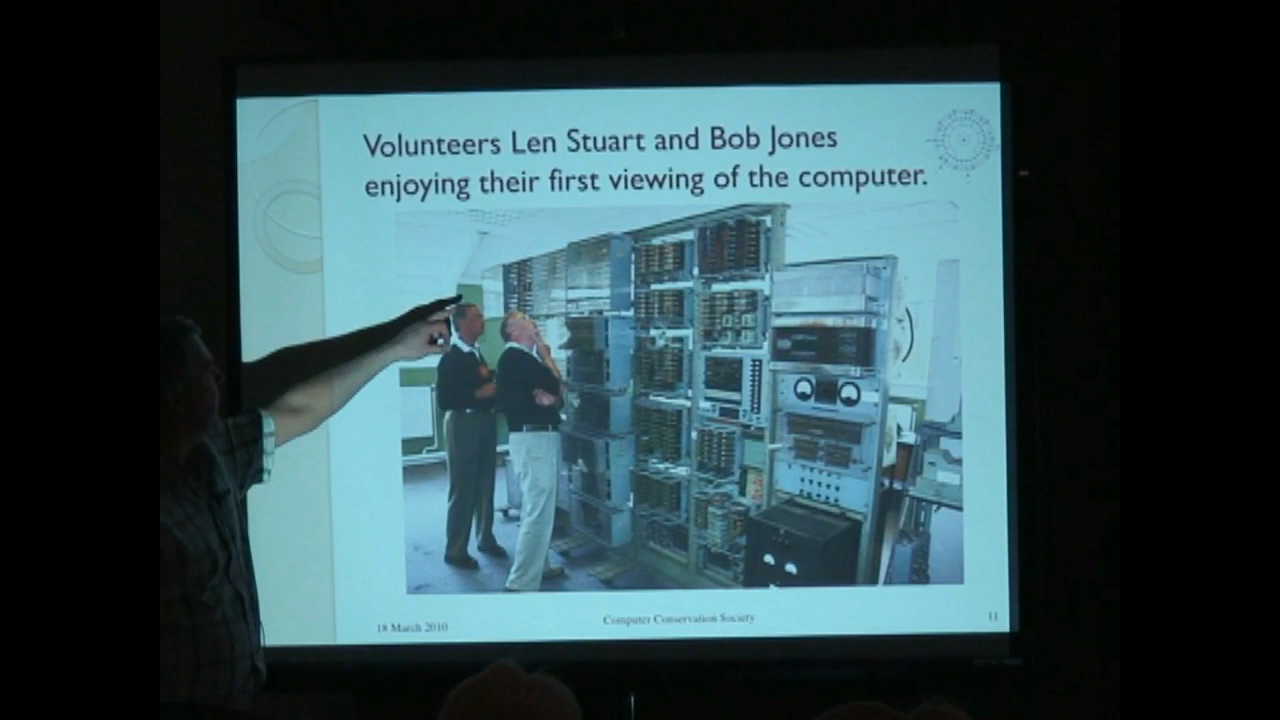 Volunteers Len Stuart and Bob Jones
enjoying their first viewing of the computer.
18 March 2010
Computer Conservation Society
11